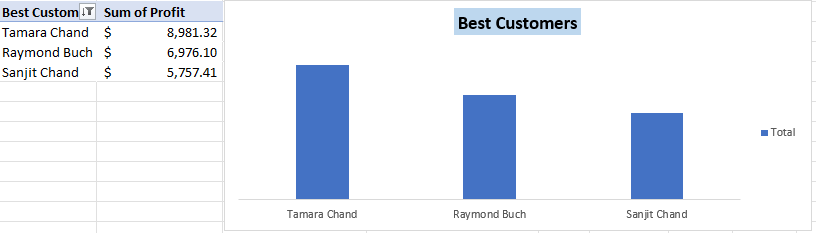 Best Custom Sum of Profit
Tamara Chand $ 8,981.32
Raymond Buch $ 6,976.10
Sanjit Chand $ 5,757.41
Best Customers
Total
Tamara Chand Raymond Buch Sanjit Chand